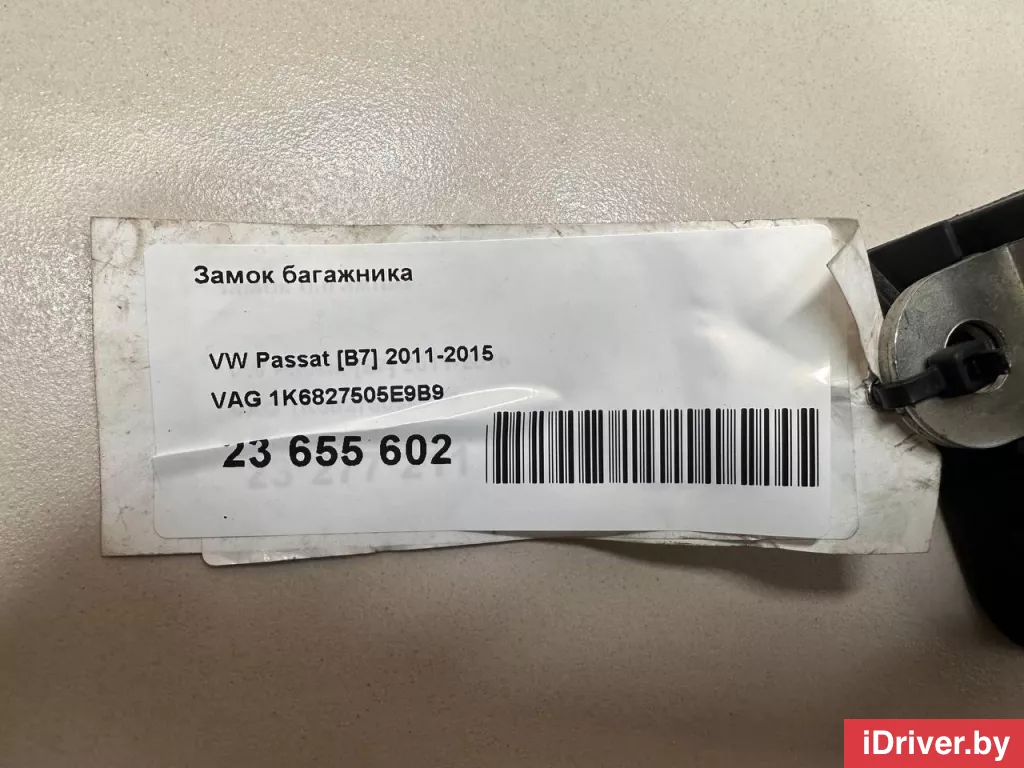 Замок багажника
VW Passat [B7] 2011-2015
VAG 1K6827505E9B9
23 655 602
iDriver.by